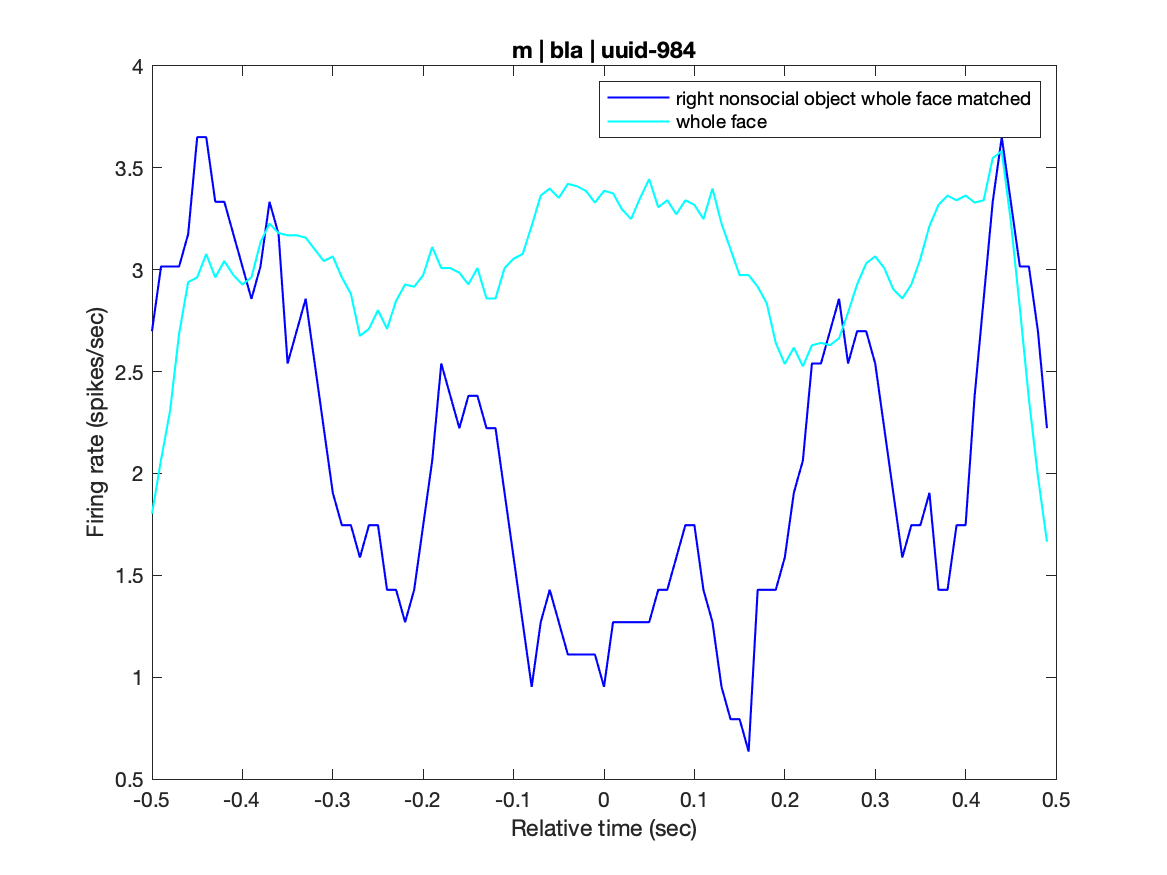 m | bla | uuid-984
right nonsocial object whole face matched
whole face
Firing rate (spikes/sec)
4
3.5
3
2.5
2
1.5
1
0.5
-0.5 -0.4 -0.3 -0.2 -0.1 0 0.1 0.2 0.3 0.4 0.5
Relative time (sec)